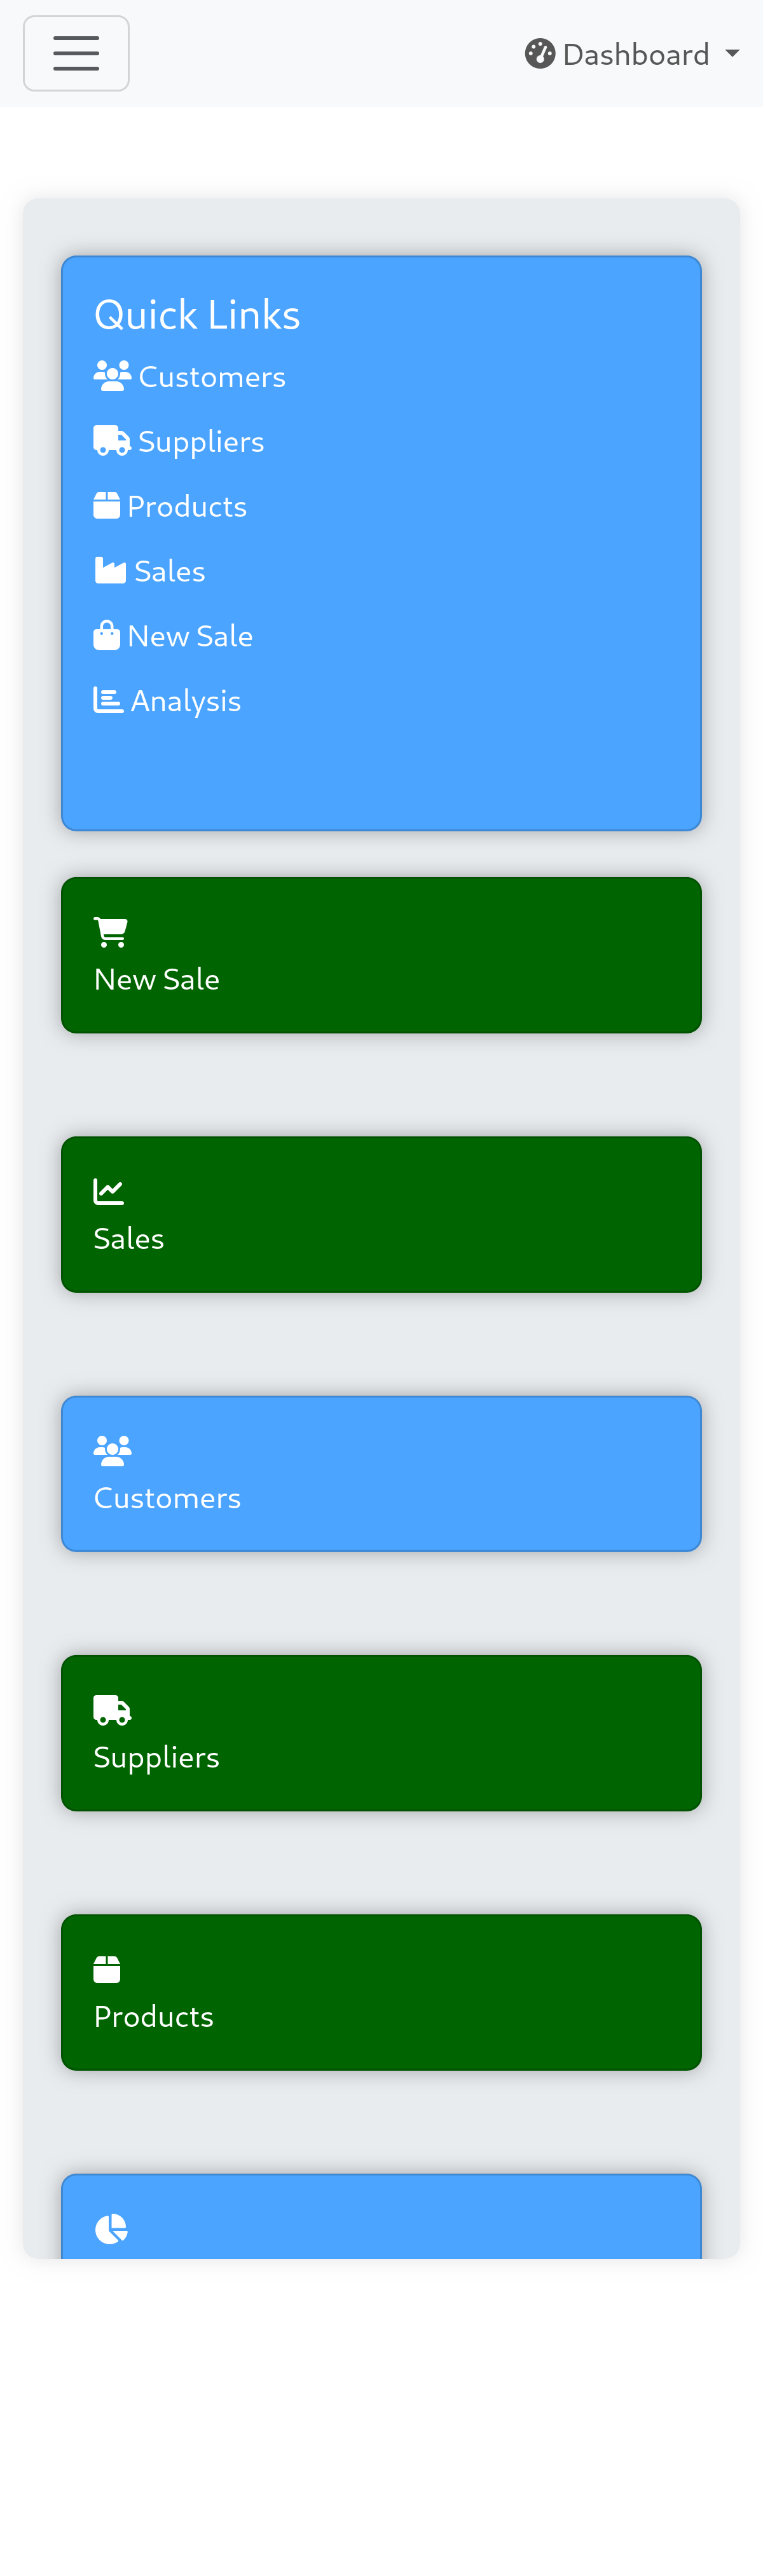 Dashboard
Quick Links
Customers
Suppliers
Products
Sales
New Sale
Analysis
New Sale
Sales
Customers
Suppliers
Products